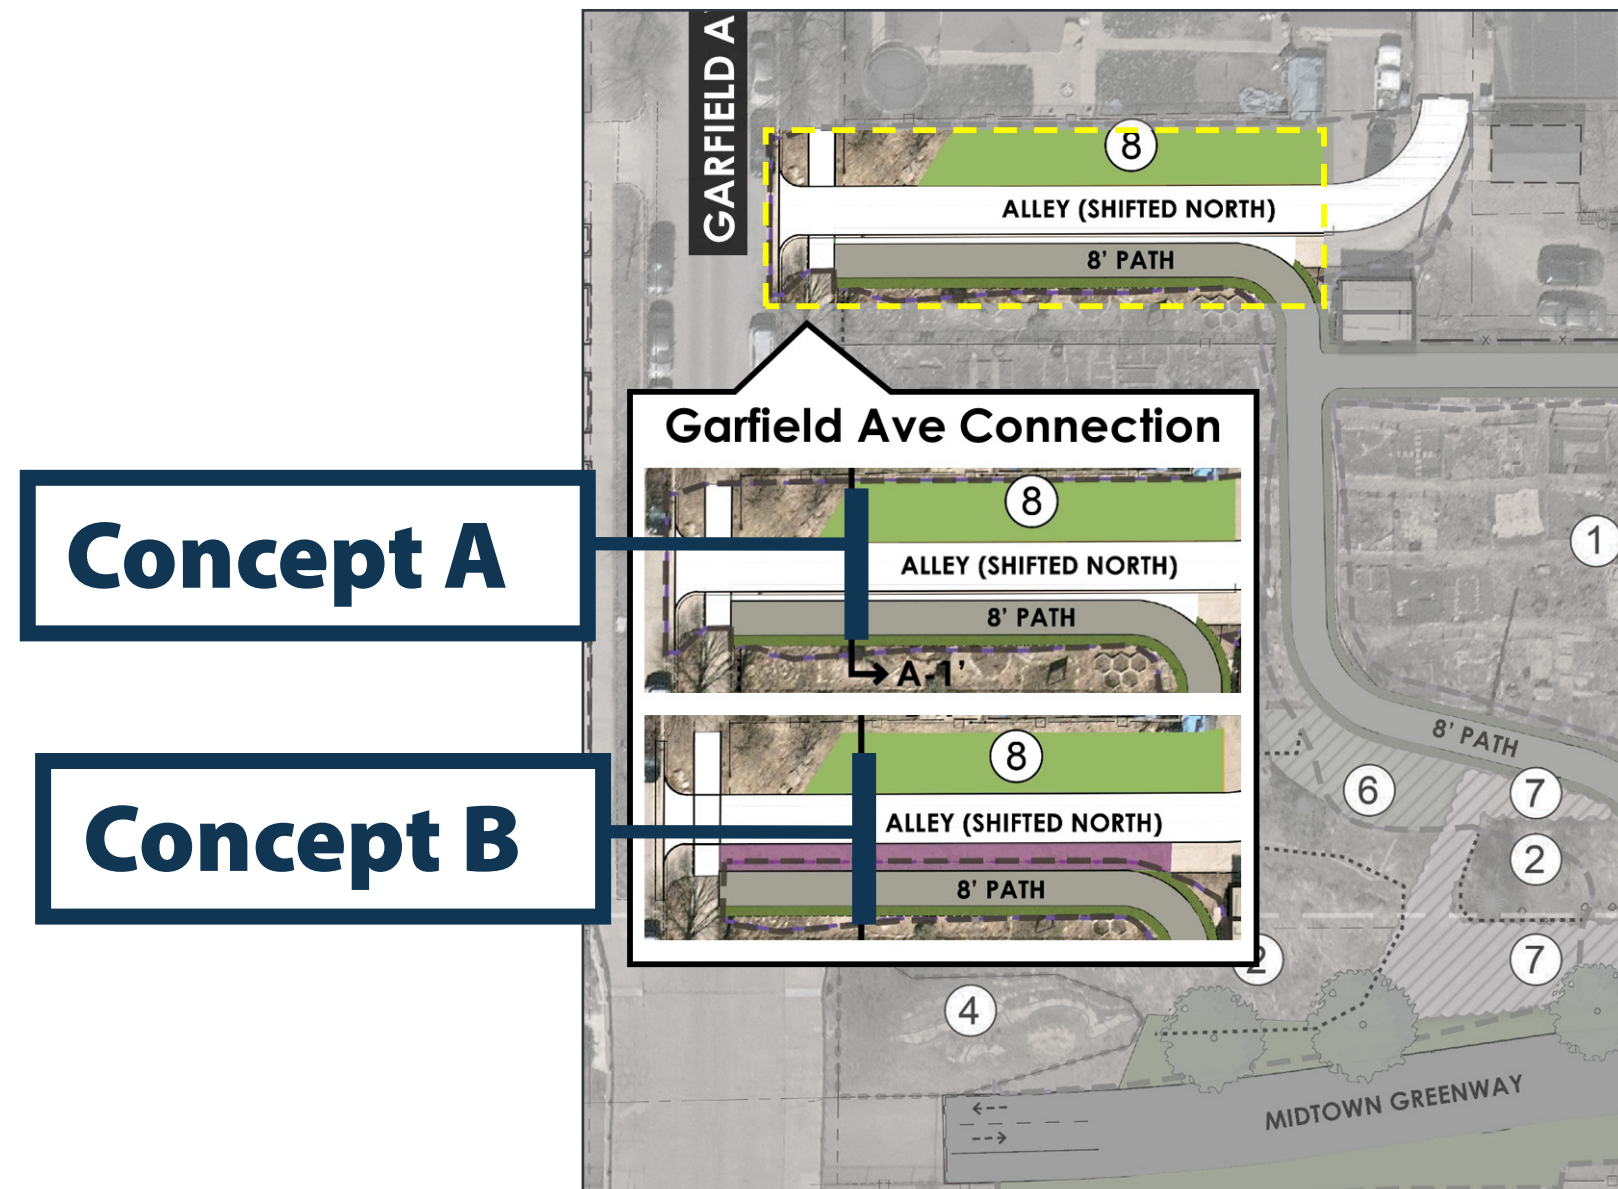 GARFIELD A
8
ALLEY (SHIFTED NORTH)
8' PATH
Garfield Ave Connection
Concept A
8
ALLEY (SHIFTED NORTH)
8' PATH
A-1'
1
8' PATH
Concept B
8
ALLEY (SHIFTED NORTH)
8' PATH
6
7
2
2
7
4
MIDTOWN GREENWAY